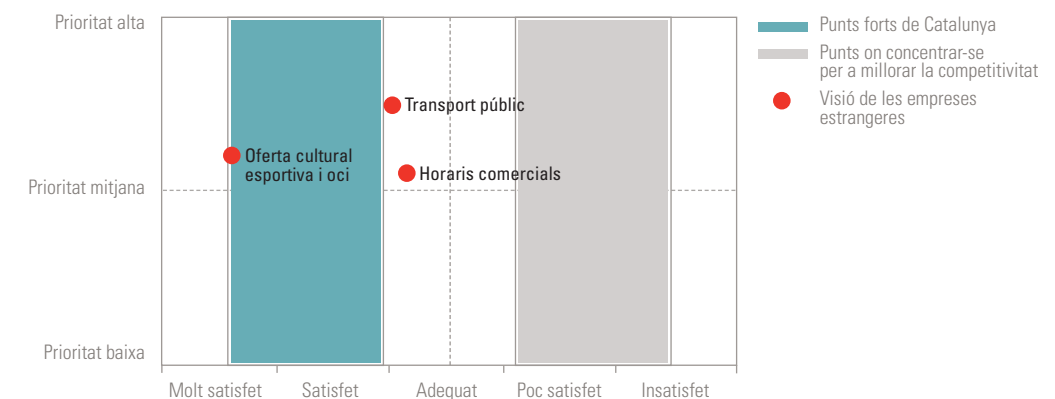 Prioritat alta
Prioritat mitjana
Prioritat baixa
Transport públic
Oferta cultural
esportiva i oci
Horaris comercials
Molt satisfet
Satisfet
Adequat
Poc satisfet
Insatisfet
Punts forts de Catalunya
Punts on concentrar-se
per a millorar la competitivitat
Visió de les empreses
estrangeres